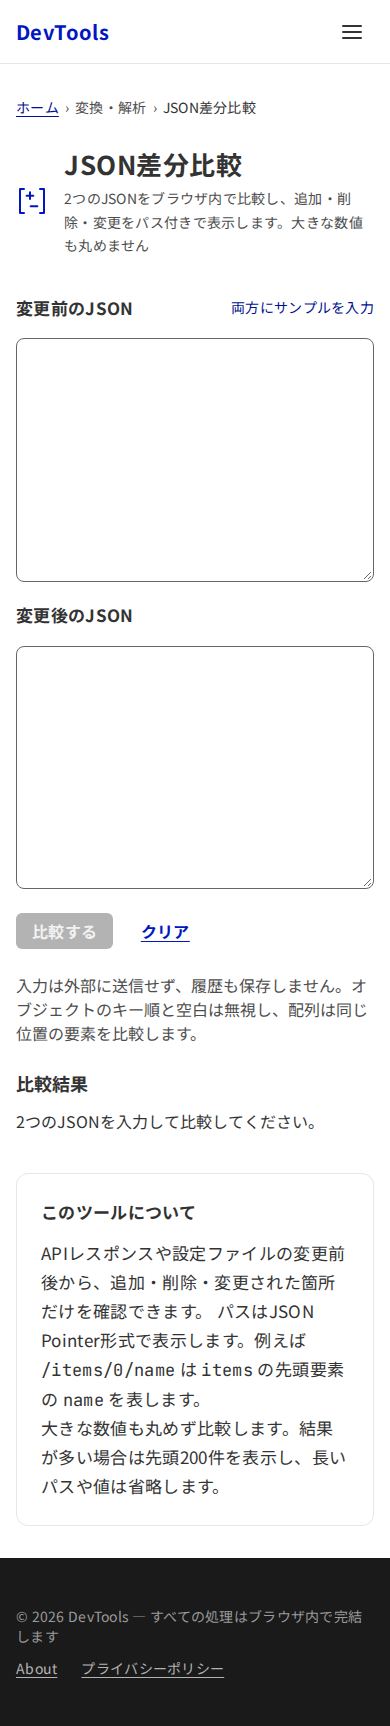 DevTools
ホーム › 変換・解析 › JSON差分比較
JSON差分比較
2つのJSONをブラウザ内で比較し、追加・削
除・変更をパス付きで表示します。大きな数値
も丸めません
変更前のJSON
両方にサンプルを入力
変更後のJSON
比較する
クリア
入力は外部に送信せず、履歴も保存しません。オ
ブジェクトのキー順と空白は無視し、配列は同じ
位置の要素を比較します。
比較結果
2つのJSONを入力して比較してください。
このツールについて
APIレスポンスや設定ファイルの変更前
後から、追加・削除・変更された箇所
だけを確認できます。 パスはJSON
Pointer形式で表示します。例えば
/items/0/name は items の先頭要素
の name を表します。
大きな数値も丸めず比較します。結果
が多い場合は先頭200件を表示し、長い
パスや値は省略します。
© 2026 DevTools — すべての処理はブラウザ内で完結
します
About
プライバシーポリシー